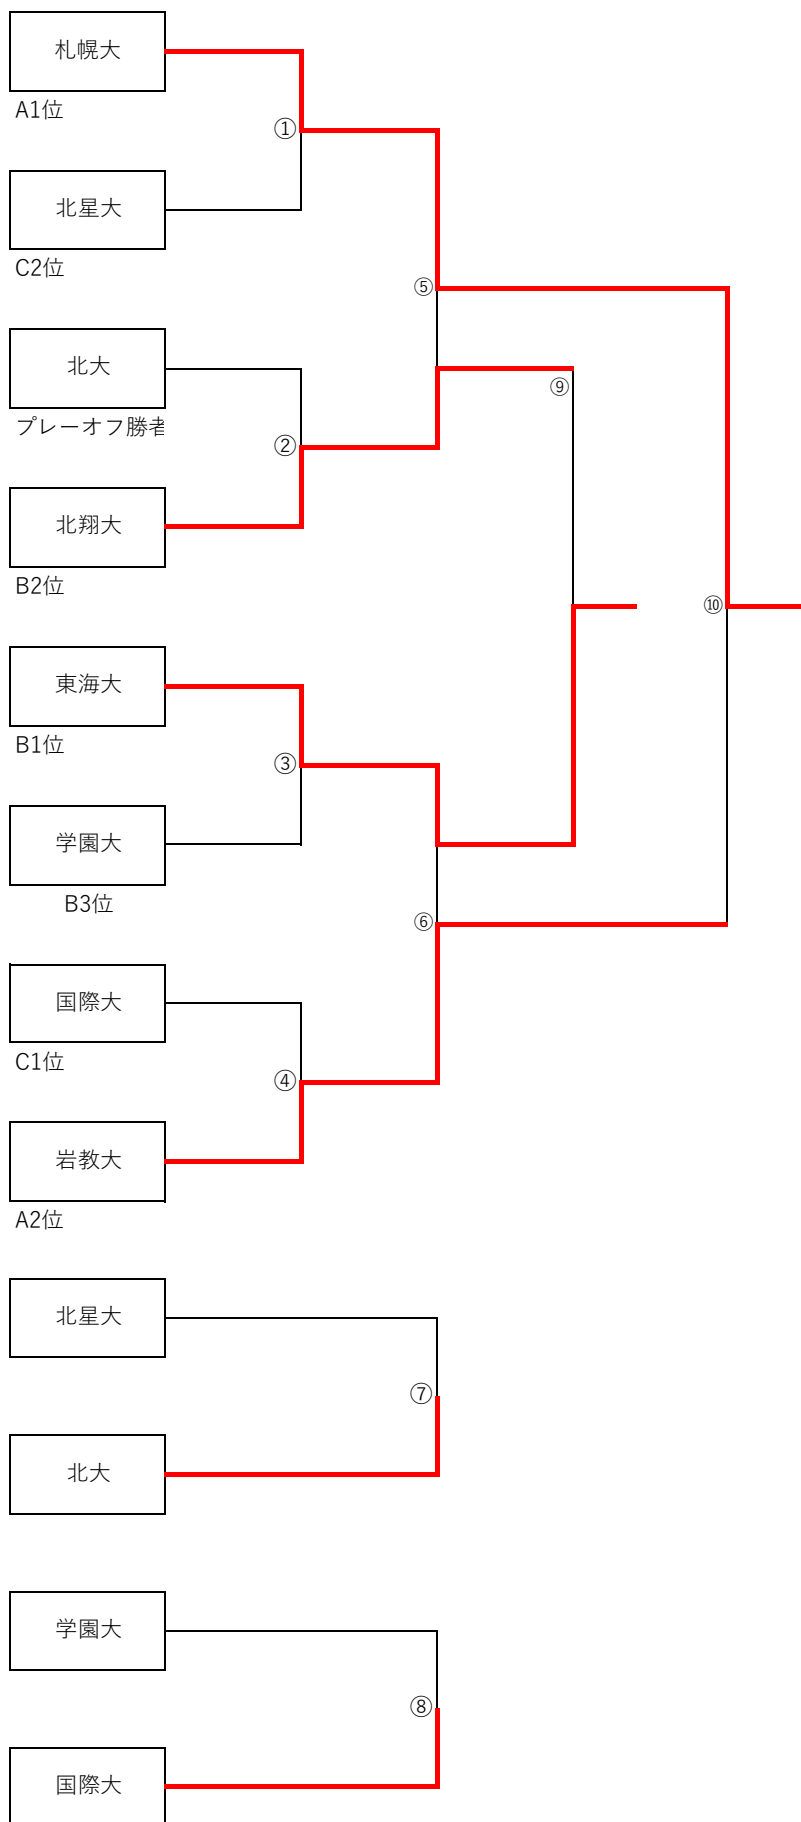 札幌大
A1位
①
北星大
C2位
⑤
北大
⑨
プレーオフ勝者
②
北翔大
B2位
⑩
東海大
B1位
③
学園大
B3位
⑥
国際大
C1位
④
岩教大
A2位
北星大
⑦
北大
学園大
⑧
国際大